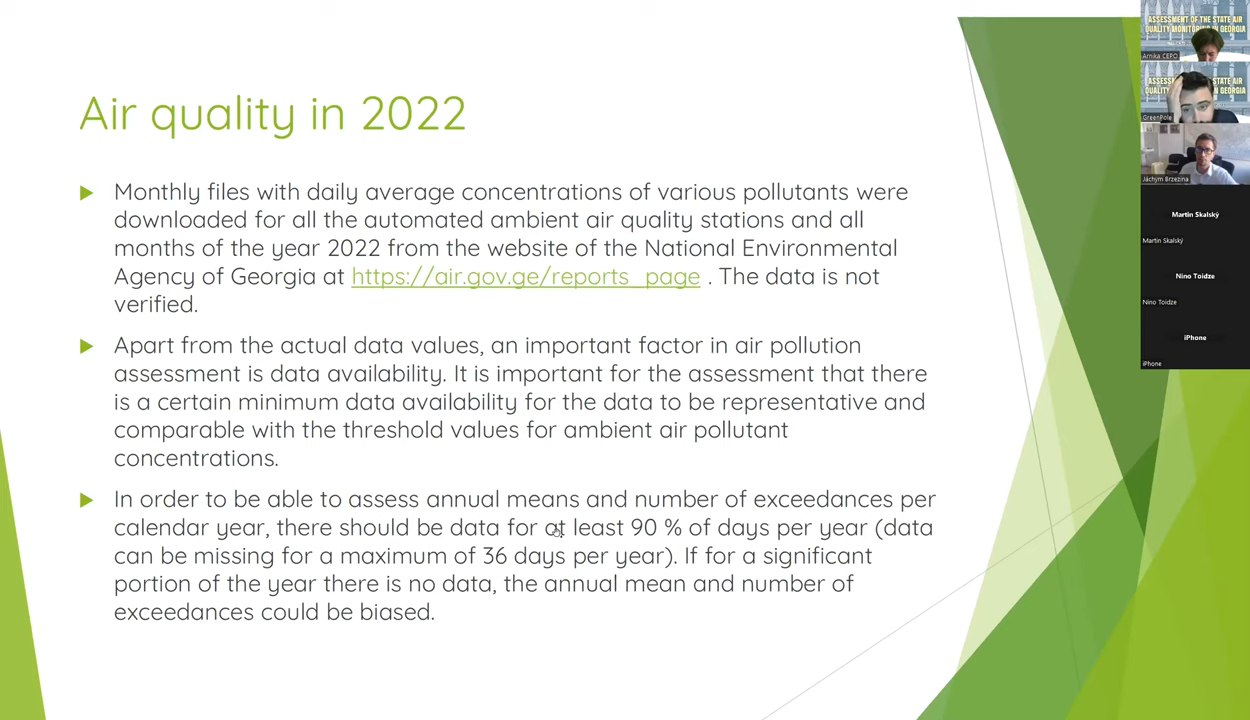 Air quality in 2022
Monthly files with daily average concentrations of various pollutants were
downloaded for all the automated ambient air quality stations and all
months of the year 2022 from the website of the National Environmental
Agency of Georgia at https://air.gov.ge/reports_page . The data is not
verified.
Apart from the actual data values, an important factor in air pollution
assessment is data availability. It is important for the assessment that there
is a certain minimum data availability for the data to be representative and
comparable with the threshold values for ambient air pollutant
concentrations.
In order to be able to assess annual means and number of exceedances per
calendar year, there should be data for at least 90 % of days per year (data
can be missing for a maximum of 36 days per year). If for a significant
portion of the year there is no data, the annual mean and number of
exceedances could be biased.
ASSESSMENT OF THE STATE AIR
QUALITY MONITORING IN GEORGIA
Arnika CEPO
ASSESSMENT STATE AIR
QUALITY IN GEORGIA
GreenPole
Jáchym Brzezina
Martin Skalský
Martin Skalský
Nino Toidze
Nino Toidze
iPhone
iPhone